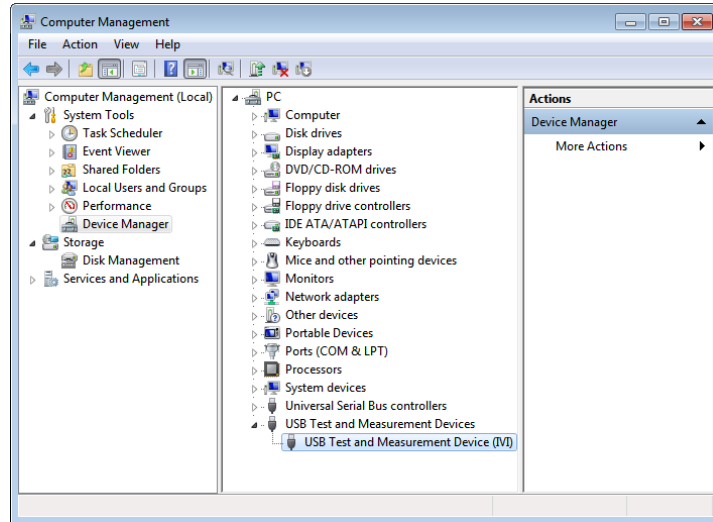 Computer Management
File Action View Help
Computer Management (Local)
System Tools
Task Scheduler
Event Viewer
Shared Folders
Local Users and Groups
Performance
Device Manager
Storage
Disk Management
Services and Applications
PC
Computer
Disk drives
Display adapters
DVD/CD-ROM drives
Floppy disk drives
Floppy drive controllers
IDE ATA/ATAPI controllers
Keyboards
Mice and other pointing devices
Monitors
Network adapters
Other devices
Portable Devices
Ports (COM & LPT)
Processors
System devices
Universal Serial Bus controllers
USB Test and Measurement Devices
USB Test and Measurement Device (IVI)
Actions
Device Manager
More Actions